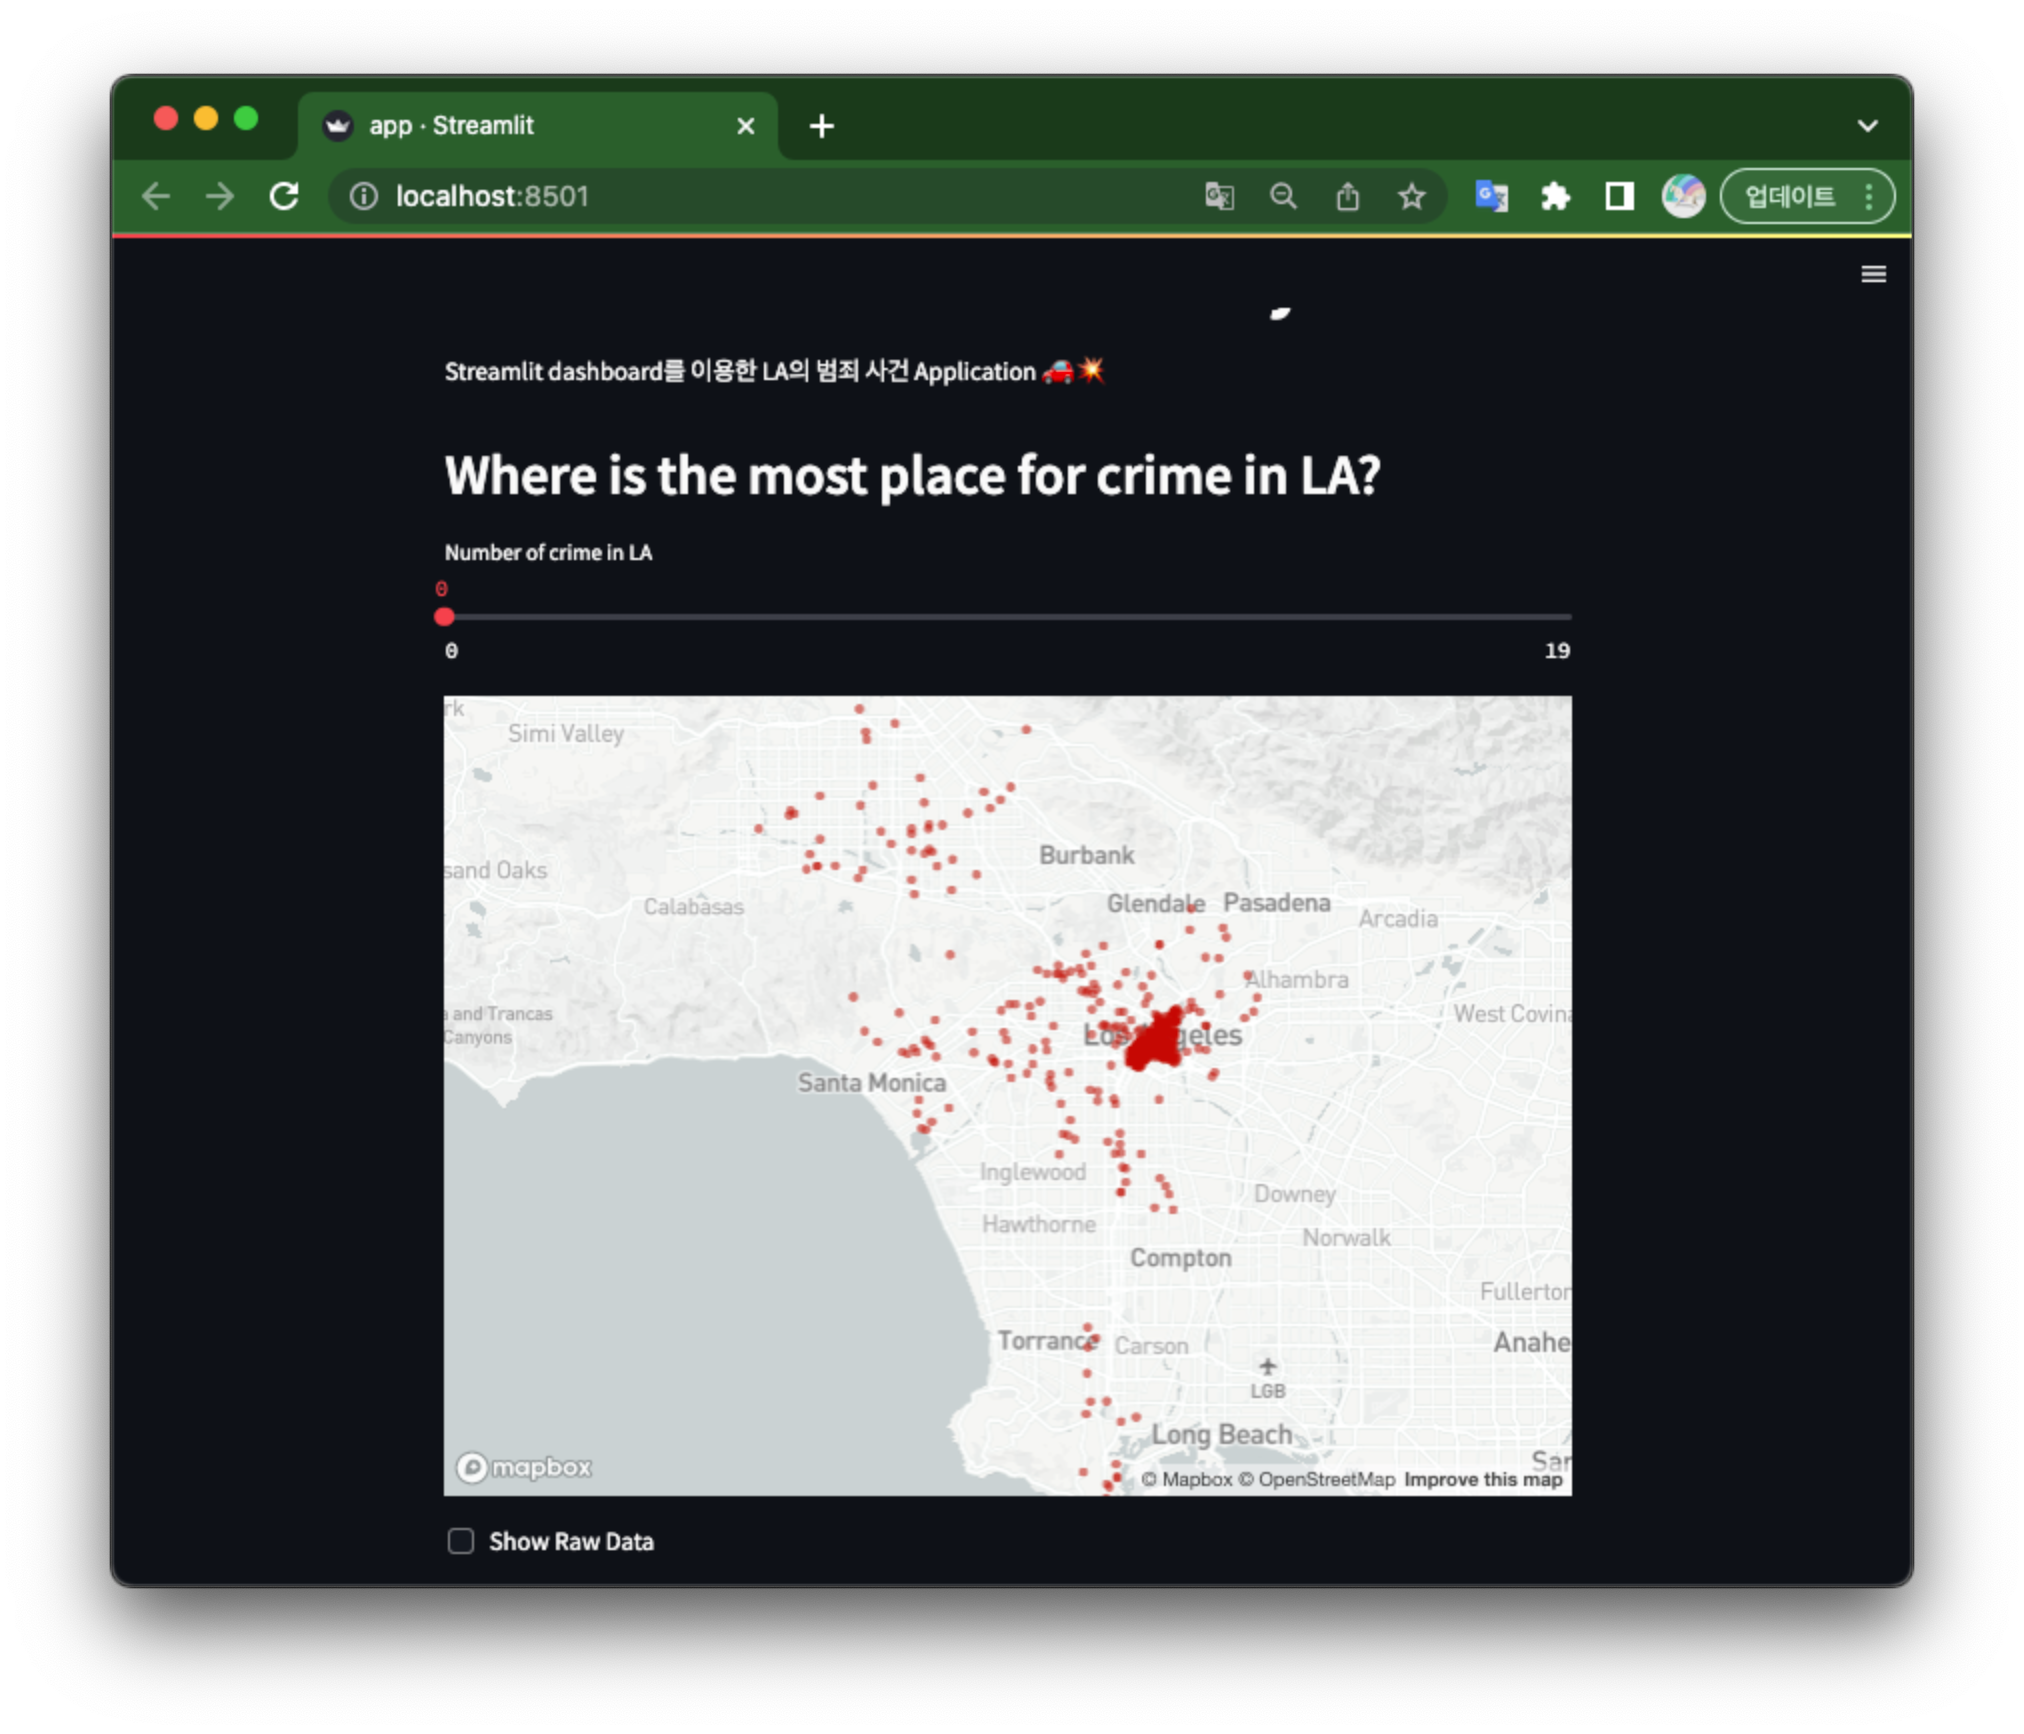 app · Streamlit
localhost:8501
업데이트
Streamlit dashboard를 이용한 LA의 범죄 사건 Application 🚗💥
Where is the most place for crime in LA?
Number of crime in LA
0
0
19
rk
Simi Valley
Burbank
sand Oaks
Calabasas
Glendale
Pasadena
Arcadia
Alhambra
and Trancas
Canyons
West Covina
Los Angeles
Santa Monica
Inglewood
Downey
Hawthorne
Norwalk
Compton
Fullerton
Torrance
Carson
Anahe
LGB
Long Beach
San
mapbox
© Mapbox © OpenStreetMap Improve this map
Show Raw Data